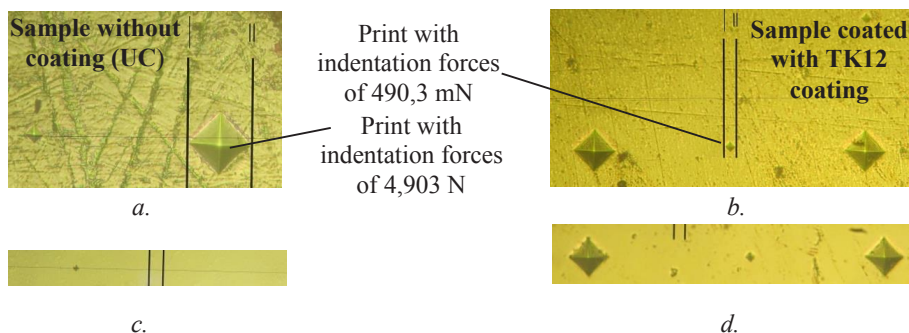 Sample without
coating (UC)
Print with
indentation forces
of 490,3 mN
Print with
indentation forces
of 4,903 N
Sample coated
with TK12
coating
a.
b.
c.
d.